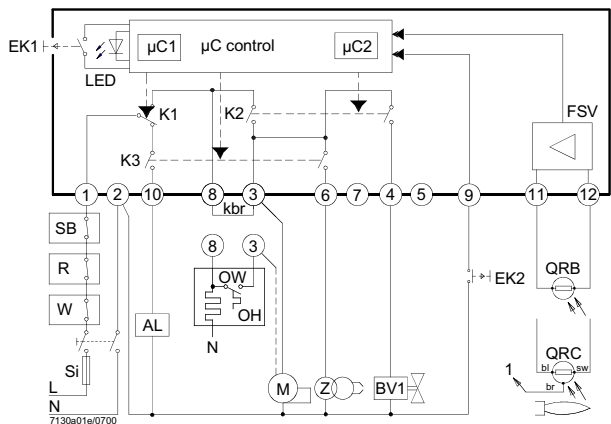 EK1
LED
µC1
µC control
µC2
K1
K2
K3
FSV
1
2
10
8
3
6
7
4
5
9
11
12
kbr
SB
R
W
Si
L
N
7130a01e/0700
AL
8
3
OW
OH
N
M
Z
BV1
EK2
QRB
QRC
bl
sw
br
1